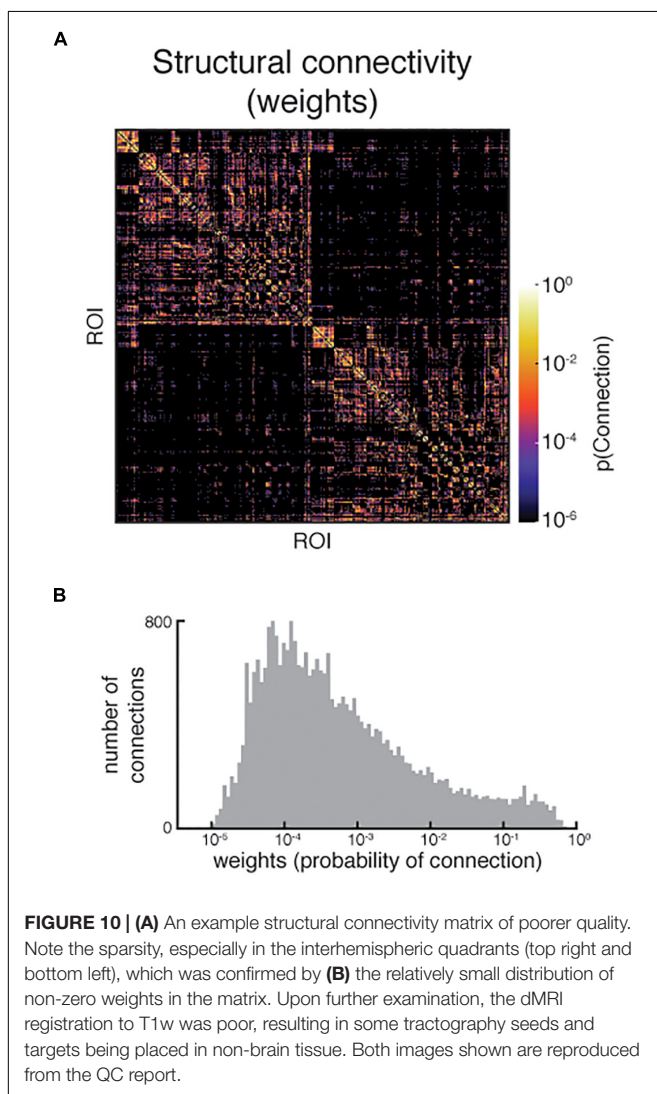 A
Structural connectivity
(weights)
ROI
ROI
10⁰
10⁻²
10⁻⁴
10⁻⁶
p(Connection)
B
800
0
number of
connections
10⁻⁵
10⁻⁴
10⁻³
10⁻²
10⁻¹
10⁰
weights (probability of connection)
FIGURE 10 | (A) An example structural connectivity matrix of poorer quality.
Note the sparsity, especially in the interhemispheric quadrants (top right and
bottom left), which was confirmed by (B) the relatively small distribution of
non-zero weights in the matrix. Upon further examination, the dMRI
registration to T1w was poor, resulting in some tractography seeds and
targets being placed in non-brain tissue. Both images shown are reproduced
from the QC report.